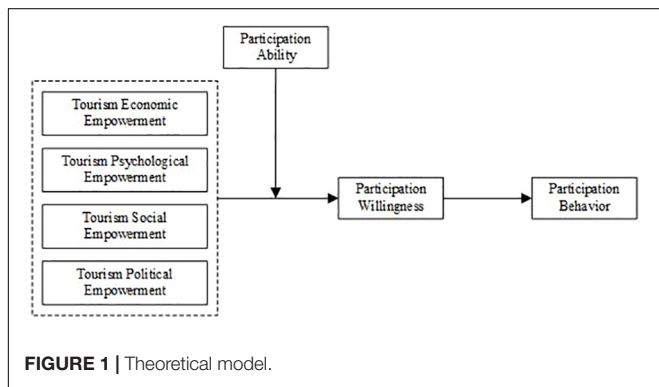 Participation
Ability
Tourism Economic
Empowerment
Tourism Psychological
Empowerment
Tourism Social
Empowerment
Tourism Political
Empowerment
Participation
Willingness
Participation
Behavior
FIGURE 1 | Theoretical model.